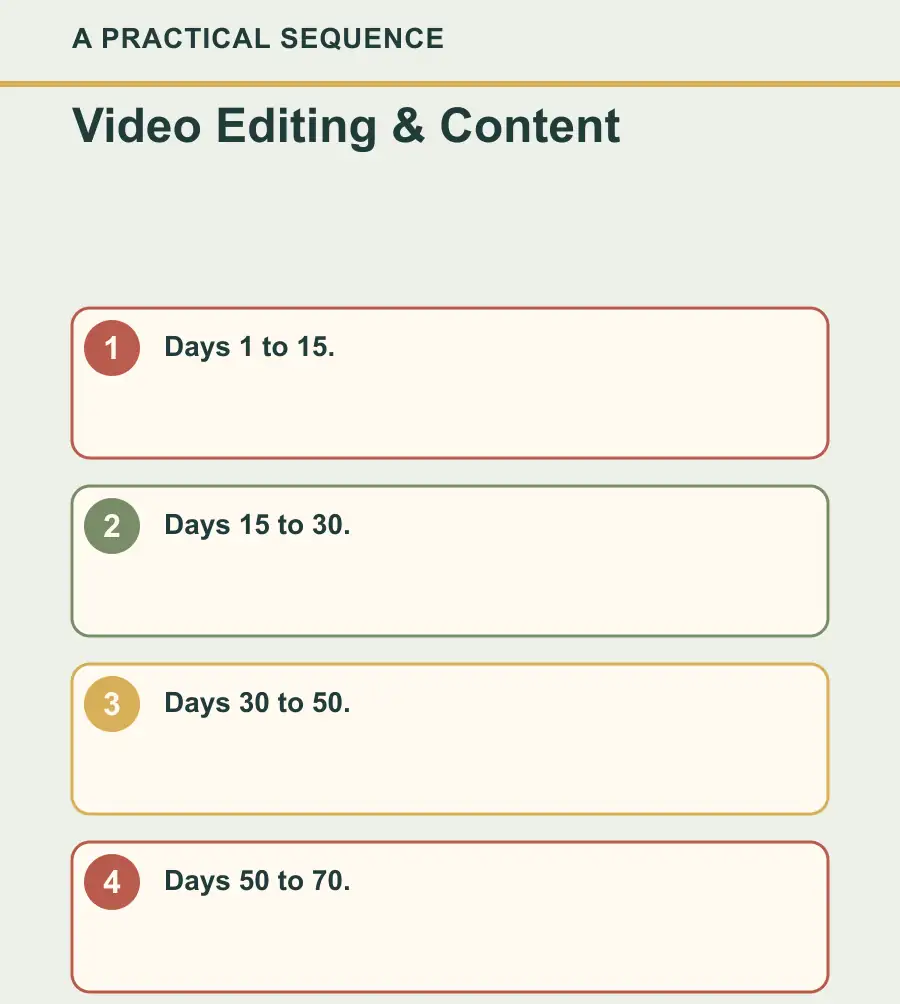 A PRACTICAL SEQUENCE
Video Editing & Content
1
Days 1 to 15.
2
Days 15 to 30.
3
Days 30 to 50.
4
Days 50 to 70.